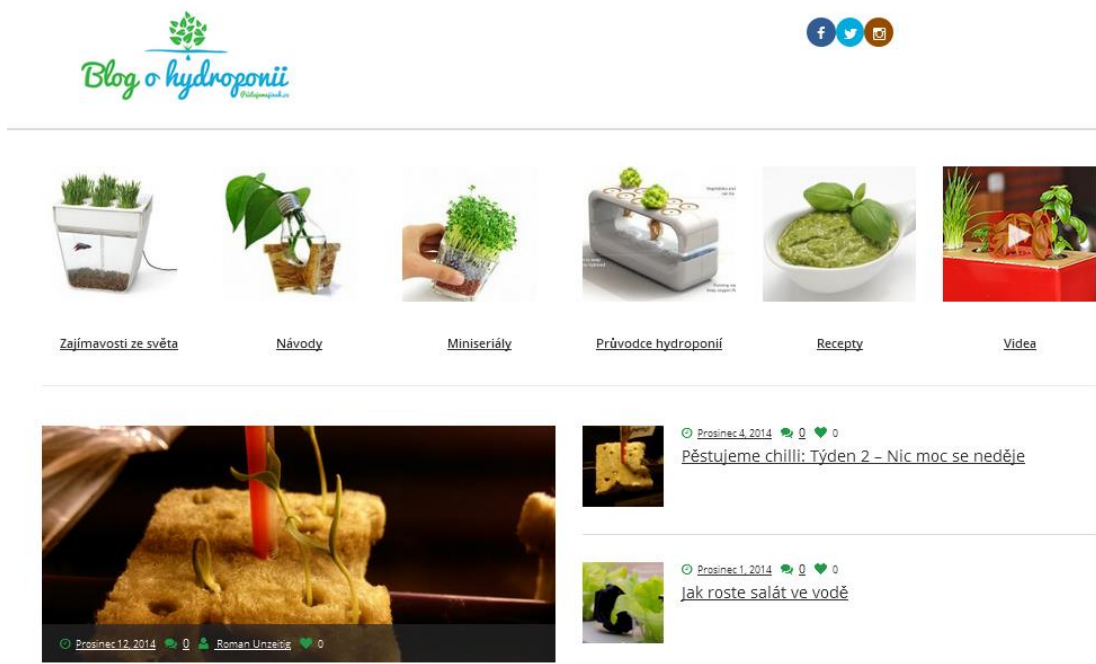 Blog o hydroponii
Zajímavosti ze světa
Návody
Miniseriály
Průvodce hydroponií
Recepty
Videa
Prosinec 4, 2014 0 0
Pěstujeme chilli: Týden 2 – Nic moc se neděje
Prosinec 1, 2014 0 0
Jak roste salát ve vodě
Prosinec 12, 2014 0 Roman Unzeitig 0